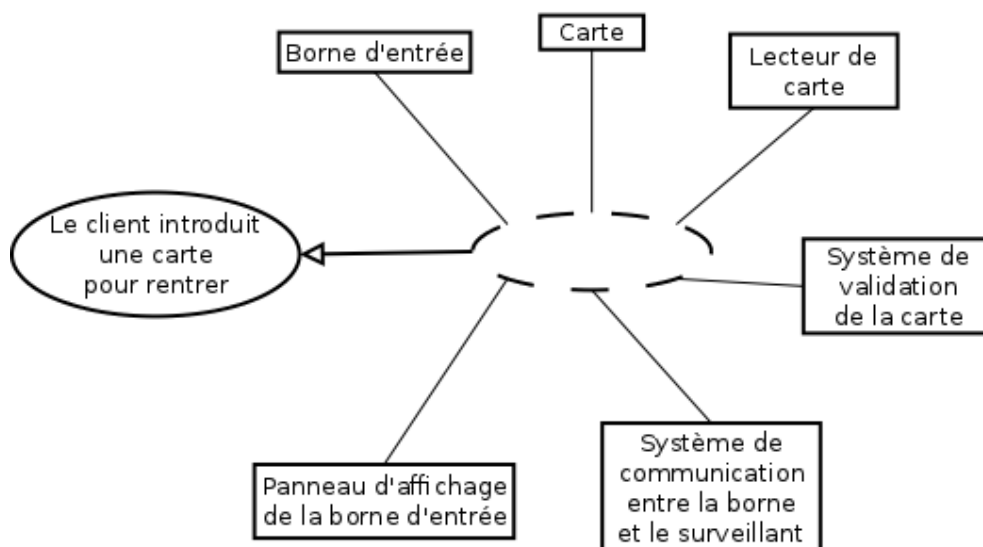 Carte
Borne d'entrée
Lecteur de
carte
Le client introduit
une carte
pour rentrer
Système de
validation
de la carte
Panneau d'affichage
de la borne d'entrée
Système de
communication
entre la borne
et le surveillant